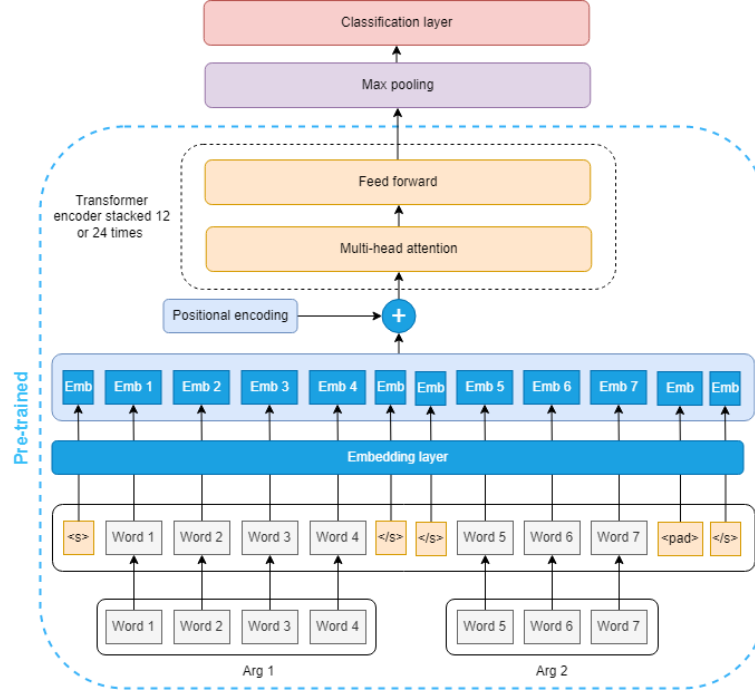 Classification layer
Max pooling
Feed forward
Transformer
encoder stacked 12
or 24 times
Multi-head attention
Positional encoding
+
Pre-trained
Emb Emb 1 Emb 2 Emb 3 Emb 4 Emb Emb Emb 5 Emb 6 Emb 7 Emb Emb
Embedding layer
<s> Word 1 Word 2 Word 3 Word 4 </s> </s> Word 5 Word 6 Word 7 <pad> </s>
Word 1 Word 2 Word 3 Word 4 Word 5 Word 6 Word 7
Arg 1 Arg 2